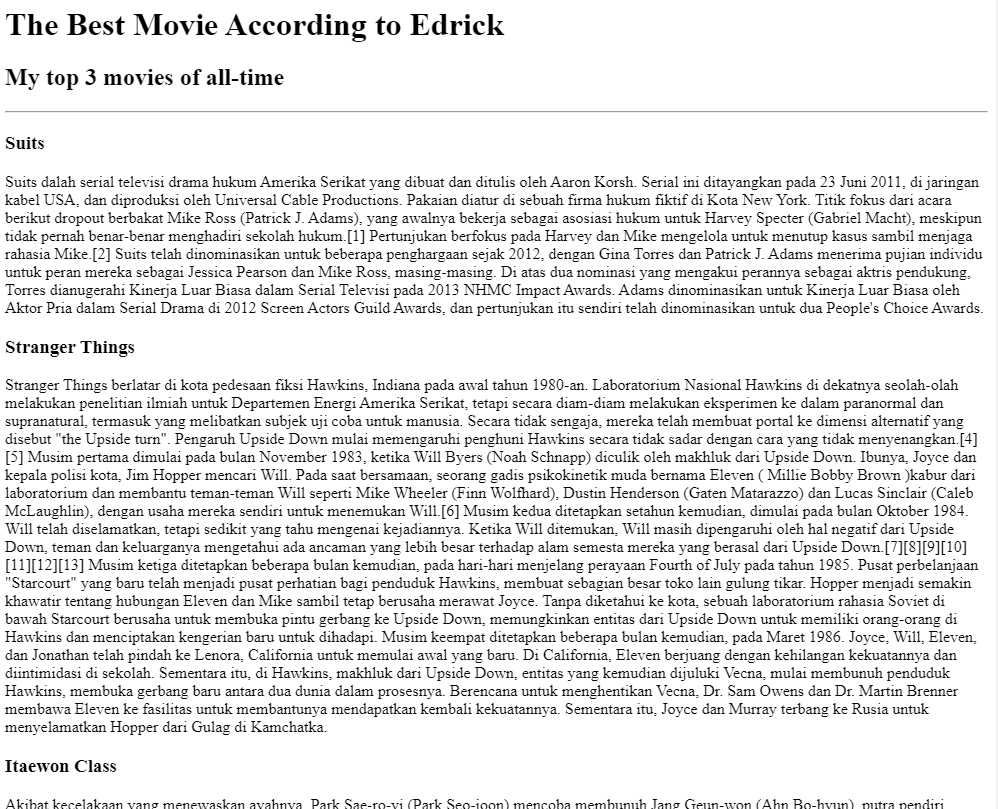 The Best Movie According to Edrick
My top 3 movies of all-time
Suits
Suits dalah serial televisi drama hukum Amerika Serikat yang dibuat dan ditulis oleh Aaron Korsh. Serial ini ditayangkan pada 23 Juni 2011, di jaringan
kabel USA, dan diproduksi oleh Universal Cable Productions. Pakaian diatur di sebuah firma hukum fiktif di Kota New York. Titik fokus dari acara
berikut dropout berbakat Mike Ross (Patrick J. Adams), yang awalnya bekerja sebagai asosiasi hukum untuk Harvey Specter (Gabriel Macht), meskipun
tidak pernah benar-benar menghadiri sekolah hukum.[1] Pertunjukan berfokus pada Harvey dan Mike mengelola untuk menutup kasus sambil menjaga
rahasia Mike.[2] Suits telah dinominasikan untuk beberapa penghargaan sejak 2012, dengan Gina Torres dan Patrick J. Adams menerima pujian individu
untuk peran mereka sebagai Jessica Pearson dan Mike Ross, masing-masing. Di atas dua nominasi yang mengakui perannya sebagai aktris pendukung,
Torres dianugerahi Kinerja Luar Biasa dalam Serial Televisi pada 2013 NHMC Impact Awards. Adams dinominasikan untuk Kinerja Luar Biasa oleh
Aktor Pria dalam Serial Drama di 2012 Screen Actors Guild Awards, dan pertunjukan itu sendiri telah dinominasikan untuk dua People's Choice Awards.
Stranger Things
Stranger Things berlatar di kota pedesaan fiksi Hawkins, Indiana pada awal tahun 1980-an. Laboratorium Nasional Hawkins di dekatnya seolah-olah
melakukan penelitian ilmiah untuk Departemen Energi Amerika Serikat, tetapi secara diam-diam melakukan eksperimen ke dalam paranormal dan
supranatural, termasuk yang melibatkan subjek uji coba untuk manusia. Secara tidak sengaja, mereka telah membuat portal ke dimensi alternatif yang
disebut "the Upside turn". Pengaruh Upside Down mulai memengaruhi penghuni Hawkins secara tidak sadar dengan cara yang tidak menyenangkan.[4]
[5] Musim pertama dimulai pada bulan November 1983, ketika Will Byers (Noah Schnapp) diculik oleh makhluk dari Upside Down. Ibunya, Joyce dan
kepala polisi kota, Jim Hopper mencari Will. Pada saat bersamaan, seorang gadis psikokinetik muda bernama Eleven ( Millie Bobby Brown )kabur dari
laboratorium dan membantu teman-teman Will seperti Mike Wheeler (Finn Wolfhard), Dustin Henderson (Gaten Matarazzo) dan Lucas Sinclair (Caleb
McLaughlin), dengan usaha mereka sendiri untuk menemukan Will.[6] Musim kedua ditetapkan setahun kemudian, dimulai pada bulan Oktober 1984.
Will telah diselamatkan, tetapi sedikit yang tahu mengenai kejadiannya. Ketika Will ditemukan, Will masih dipengaruhi oleh hal negatif dari Upside
Down, teman dan keluarganya mengetahui ada ancaman yang lebih besar terhadap alam semesta mereka yang berasal dari Upside Down.[7][8][9][10]
[11][12][13] Musim ketiga ditetapkan beberapa bulan kemudian, pada hari-hari menjelang perayaan Fourth of July pada tahun 1985. Pusat perbelanjaan
"Starcourt" yang baru telah menjadi pusat perhatian bagi penduduk Hawkins, membuat sebagian besar toko lain gulung tikar. Hopper menjadi semakin
khawatir tentang hubungan Eleven dan Mike sambil tetap berusaha merawat Joyce. Tanpa diketahui ke kota, sebuah laboratorium rahasia Soviet di
bawah Starcourt berusaha untuk membuka pintu gerbang ke Upside Down, memungkinkan entitas dari Upside Down untuk memiliki orang-orang di
Hawkins dan menciptakan kengerian baru untuk dihadapi. Musim keempat ditetapkan beberapa bulan kemudian, pada Maret 1986. Joyce, Will, Eleven,
dan Jonathan telah pindah ke Lenora, California untuk memulai awal yang baru. Di California, Eleven berjuang dengan kehilangan kekuatannya dan
diintimidasi di sekolah. Sementara itu, di Hawkins, makhluk dari Upside Down, entitas yang kemudian dijuluki Vecna, mulai membunuh penduduk
Hawkins, membuka gerbang baru antara dua dunia dalam prosesnya. Berencana untuk menghentikan Vecna, Dr. Sam Owens dan Dr. Martin Brenner
membawa Eleven ke fasilitas untuk membantunya mendapatkan kembali kekuatannya. Sementara itu, Joyce dan Murray terbang ke Rusia untuk
menyelamatkan Hopper dari Gulag di Kamchatka.
Itaewon Class
Akibat kecelakaan yang menewaskan ayahnya, Park Sae-ro-yi (Park Seo-joon) mencoba membunuh Jang Geun-won (Ahn Bo-hyun), putra pendiri